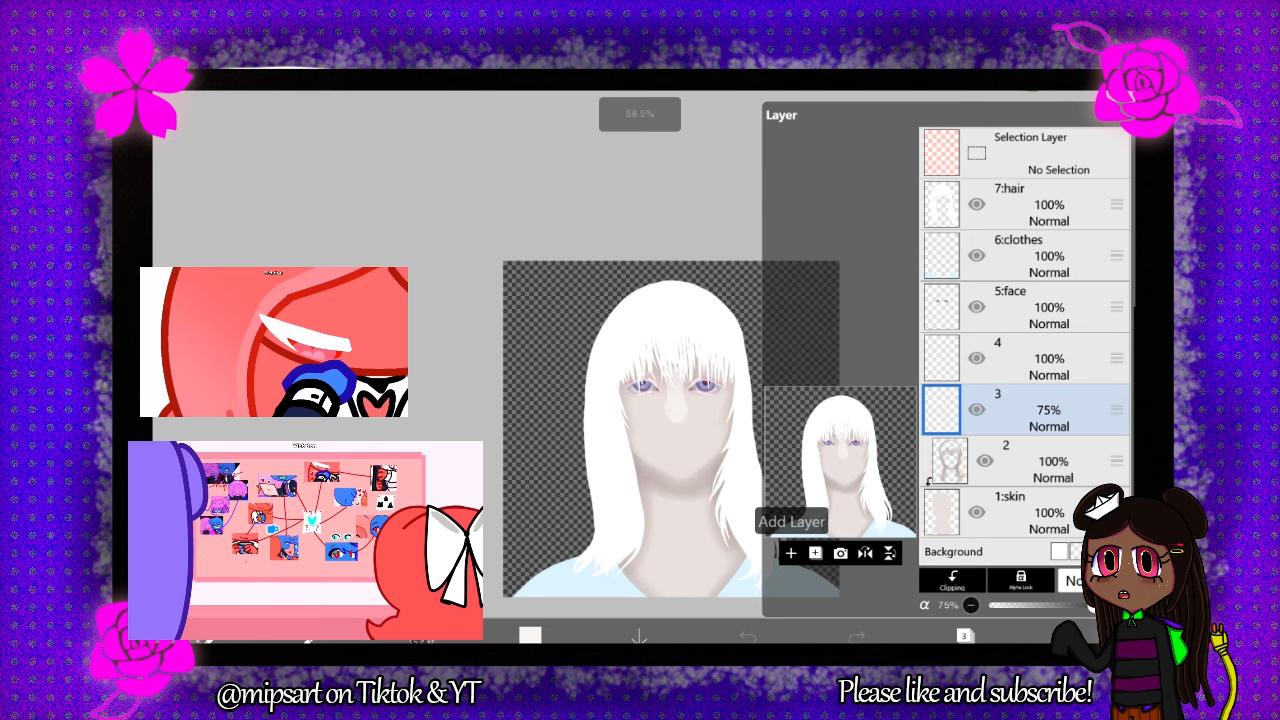 58.5%
Layer
Selection Layer
No Selection
7:hair
100%
Normal
6:clothes
100%
Normal
5:face
100%
Normal
4
100%
Normal
3
75%
Normal
2
100%
Normal
1:skin
100%
Normal
Add Layer
Background
Clipping
Alpha Lock
No
α 75%
3
@mipsart on Tiktok & YT
Please like and subscribe!